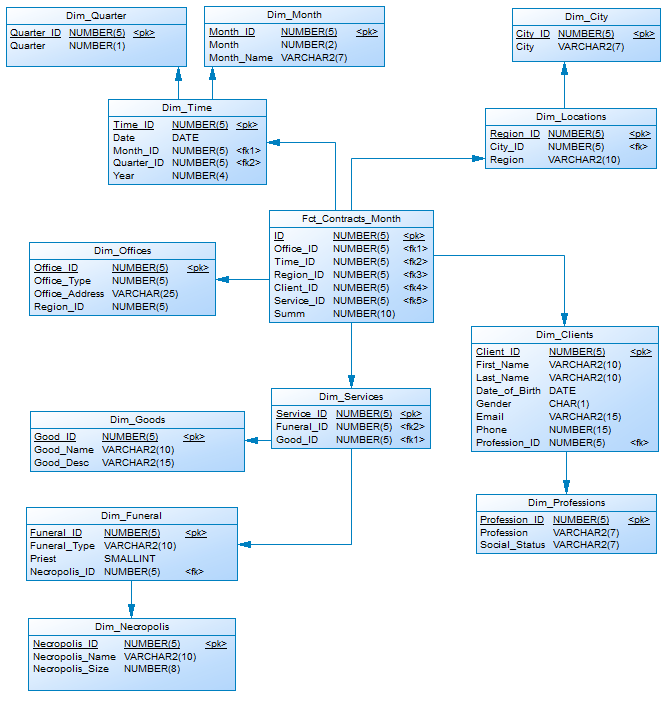 Dim_Quarter
Quarter_ID NUMBER(5) <pk>
Quarter NUMBER(1)
Dim_Month
Month_ID NUMBER(5) <pk>
Month NUMBER(2)
Month_Name VARCHAR2(7)
Dim_City
City_ID NUMBER(5) <pk>
City VARCHAR2(7)
Dim_Time
Time_ID NUMBER(5) <pk>
Date DATE
Month_ID NUMBER(5) <fk1>
Quarter_ID NUMBER(5) <fk2>
Year NUMBER(4)
Dim_Locations
Region_ID NUMBER(5) <pk>
City_ID NUMBER(5) <fk>
Region VARCHAR2(10)
Fct_Contracts_Month
ID NUMBER(5) <pk>
Office_ID NUMBER(5) <fk1>
Time_ID NUMBER(5) <fk2>
Region_ID NUMBER(5) <fk3>
Client_ID NUMBER(5) <fk4>
Service_ID NUMBER(5) <fk5>
Summ NUMBER(10)
Dim_Offices
Office_ID NUMBER(5) <pk>
Office_Type NUMBER(5)
Office_Address VARCHAR(25)
Region_ID NUMBER(5)
Dim_Clients
Client_ID NUMBER(5) <pk>
First_Name VARCHAR2(10)
Last_Name VARCHAR2(10)
Date_of_Birth DATE
Gender CHAR(1)
Email VARCHAR2(15)
Phone NUMBER(15)
Profession_ID NUMBER(5) <fk>
Dim_Services
Service_ID NUMBER(5) <pk>
Funeral_ID NUMBER(5) <fk2>
Good_ID NUMBER(5) <fk1>
Dim_Goods
Good_ID NUMBER(5) <pk>
Good_Name VARCHAR2(10)
Good_Desc VARCHAR2(15)
Dim_Professions
Profession_ID NUMBER(5) <pk>
Profession VARCHAR2(7)
Social_Status VARCHAR2(7)
Dim_Funeral
Funeral_ID NUMBER(5) <pk>
Funeral_Type VARCHAR2(10)
Priest SMALLINT
Necropolis_ID NUMBER(5) <fk>
Dim_Necropolis
Necropolis_ID NUMBER(5) <pk>
Necropolis_Name VARCHAR2(10)
Necropolis_Size NUMBER(8)